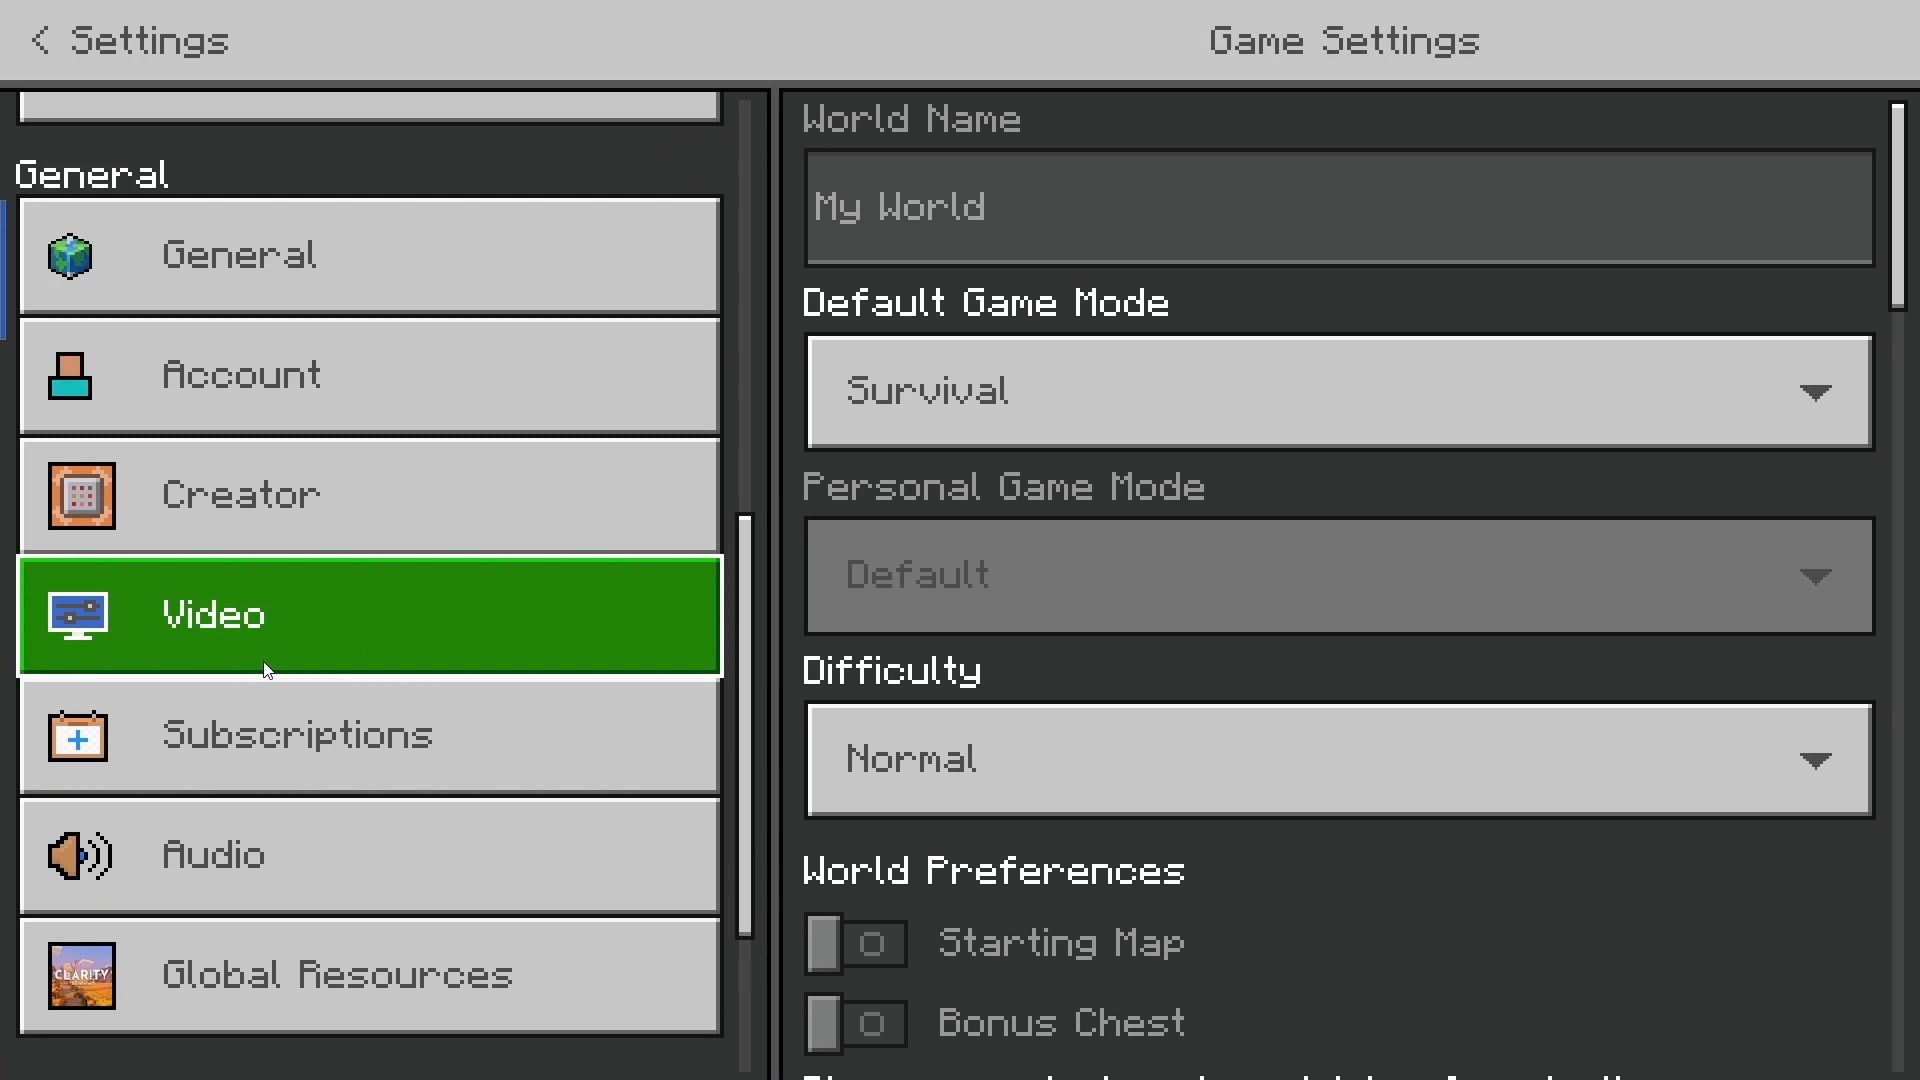 Settings
Game Settings
General
General
Account
Creator
Video
Subscriptions
Audio
CLARITY
Global Resources
World Name
My World
Default Game Mode
Survival
Personal Game Mode
Default
Difficulty
Normal
World Preferences
Starting Map
Bonus Chest